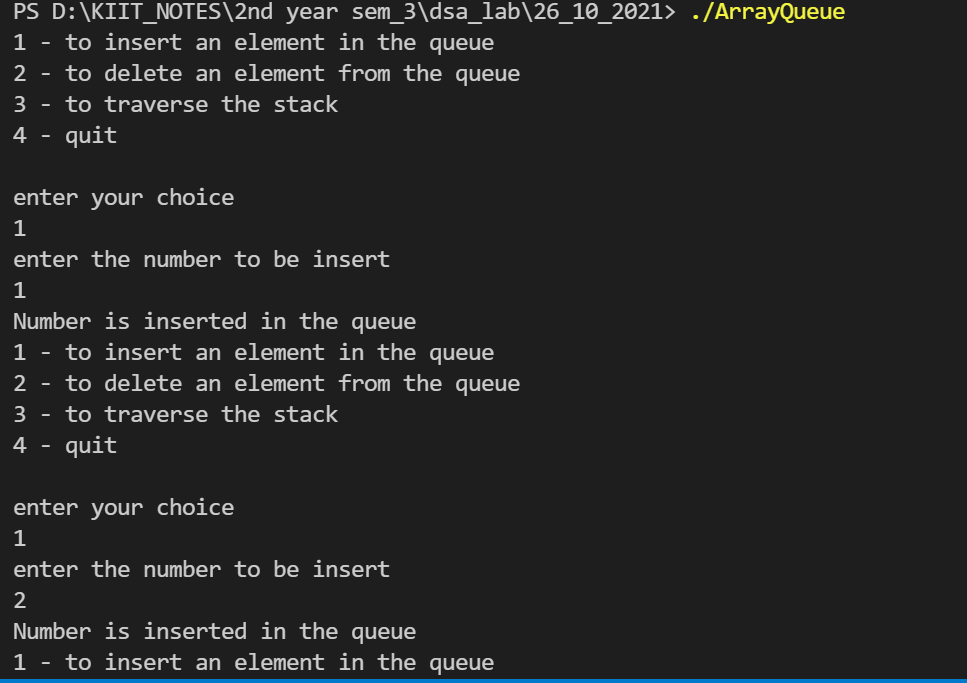 PS D:\KIIT_NOTES\2nd year sem_3\dsa_lab\26_10_2021> ./ArrayQueue
1 - to insert an element in the queue
2 - to delete an element from the queue
3 - to traverse the stack
4 - quit
enter your choice
1
enter the number to be insert
1
Number is inserted in the queue
1 - to insert an element in the queue
2 - to delete an element from the queue
3 - to traverse the stack
4 - quit
enter your choice
1
enter the number to be insert
2
Number is inserted in the queue
1 - to insert an element in the queue